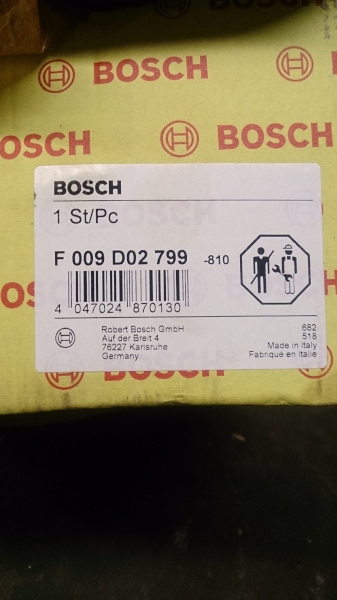 BOSCH
BOSCH
BOSCH
BOSCH
BOSCH
1 St/Pc
F 009 D02 799 -810
4 047024 870130
Robert Bosch GmbH
Auf der Breit 4
76227 Karlsruhe
Germany
682
518
Made in Italy
Fabriqué en Italie
BOSCH